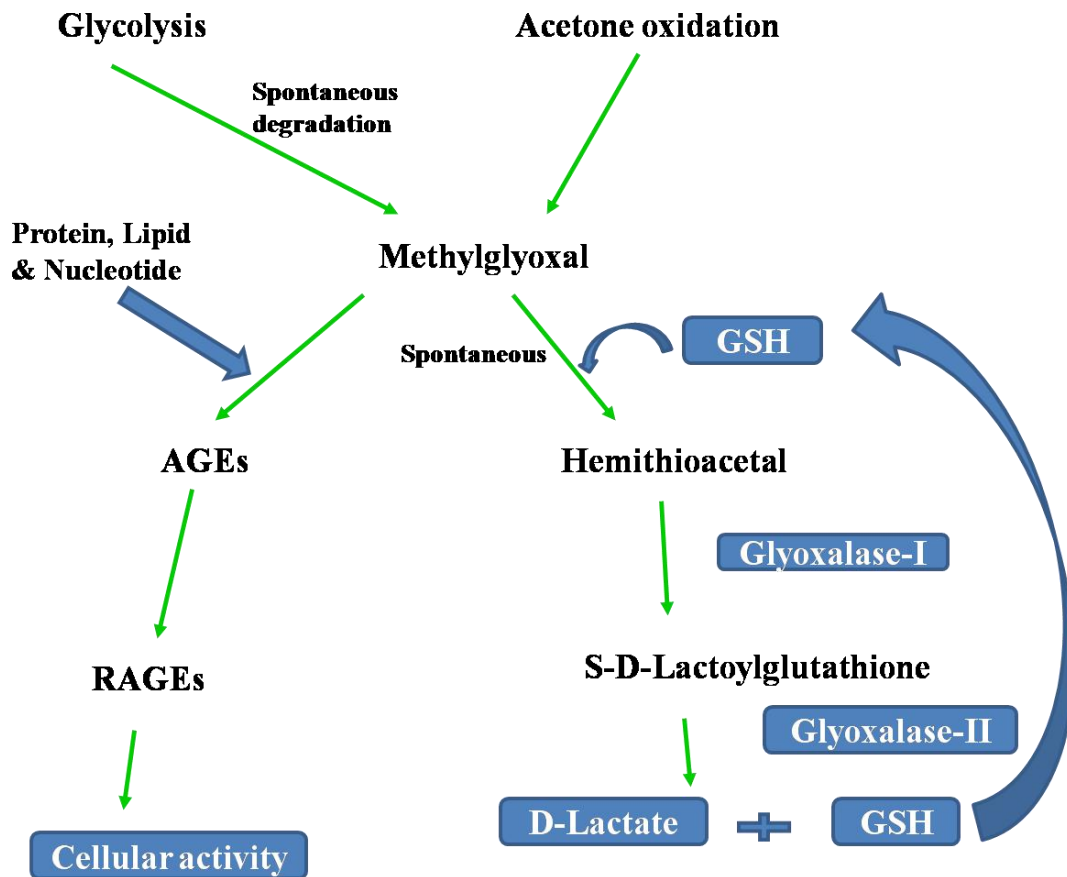 Glycolysis
Acetone oxidation
Spontaneous
degradation
Protein, Lipid
& Nucleotide
Methylglyoxal
Spontaneous
GSH
AGEs
Hemithioacetal
Glyoxalase-I
RAGEs
S-D-Lactoylglutathione
Glyoxalase-II
D-Lactate
GSH
Cellular activity